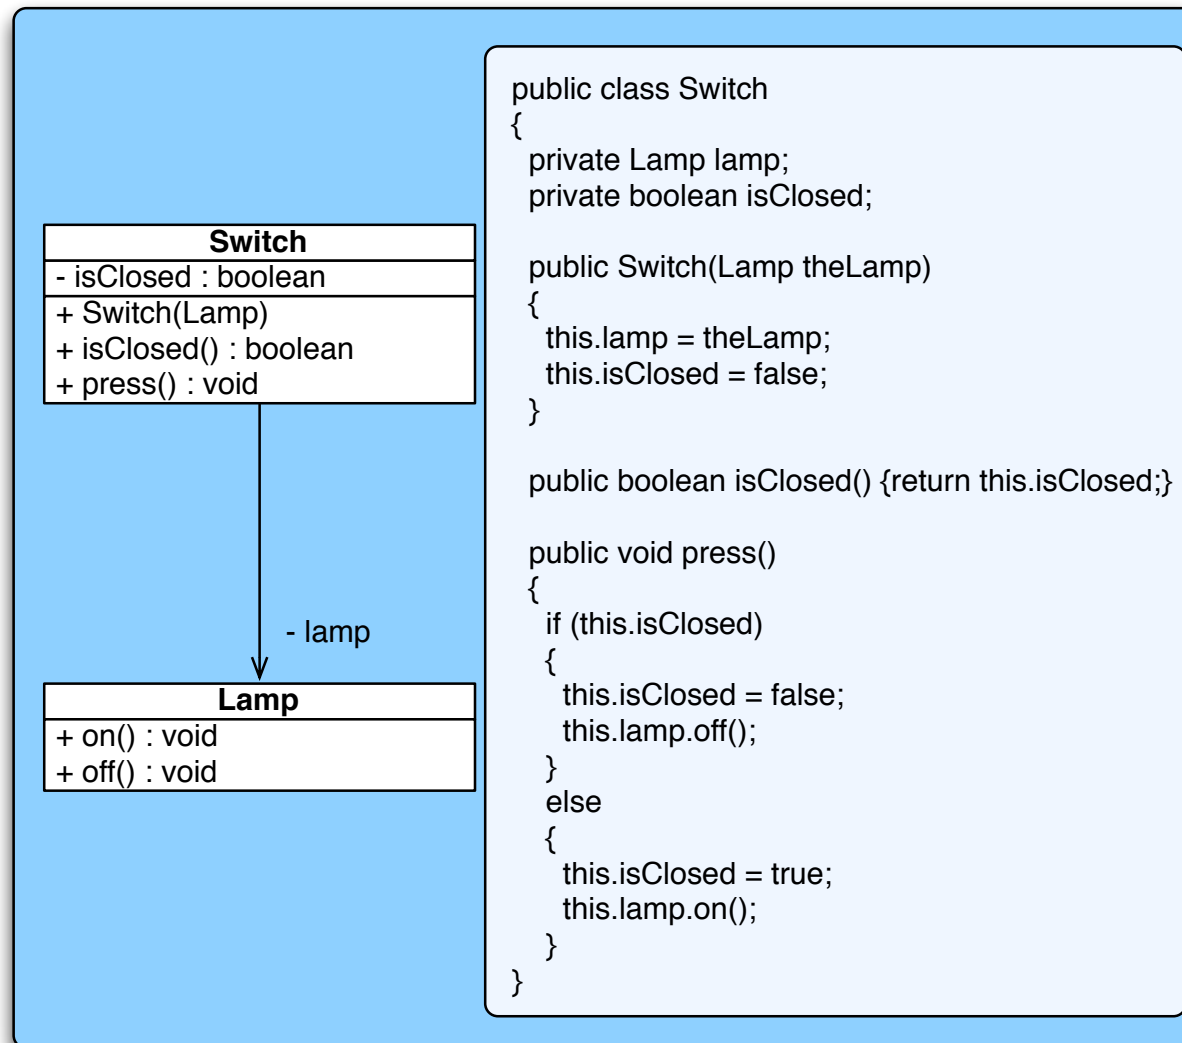 Switch
- isClosed : boolean
+ Switch(Lamp)
+ isClosed() : boolean
+ press() : void
- lamp
Lamp
+ on() : void
+ off() : void
public class Switch
{
private Lamp lamp;
private boolean isClosed;
public Switch(Lamp theLamp)
{
this.lamp = theLamp;
this.isClosed = false;
}
public boolean isClosed() {return this.isClosed;}
public void press()
{
if (this.isClosed)
{
this.isClosed = false;
this.lamp.off();
}
else
{
this.isClosed = true;
this.lamp.on();
}
}